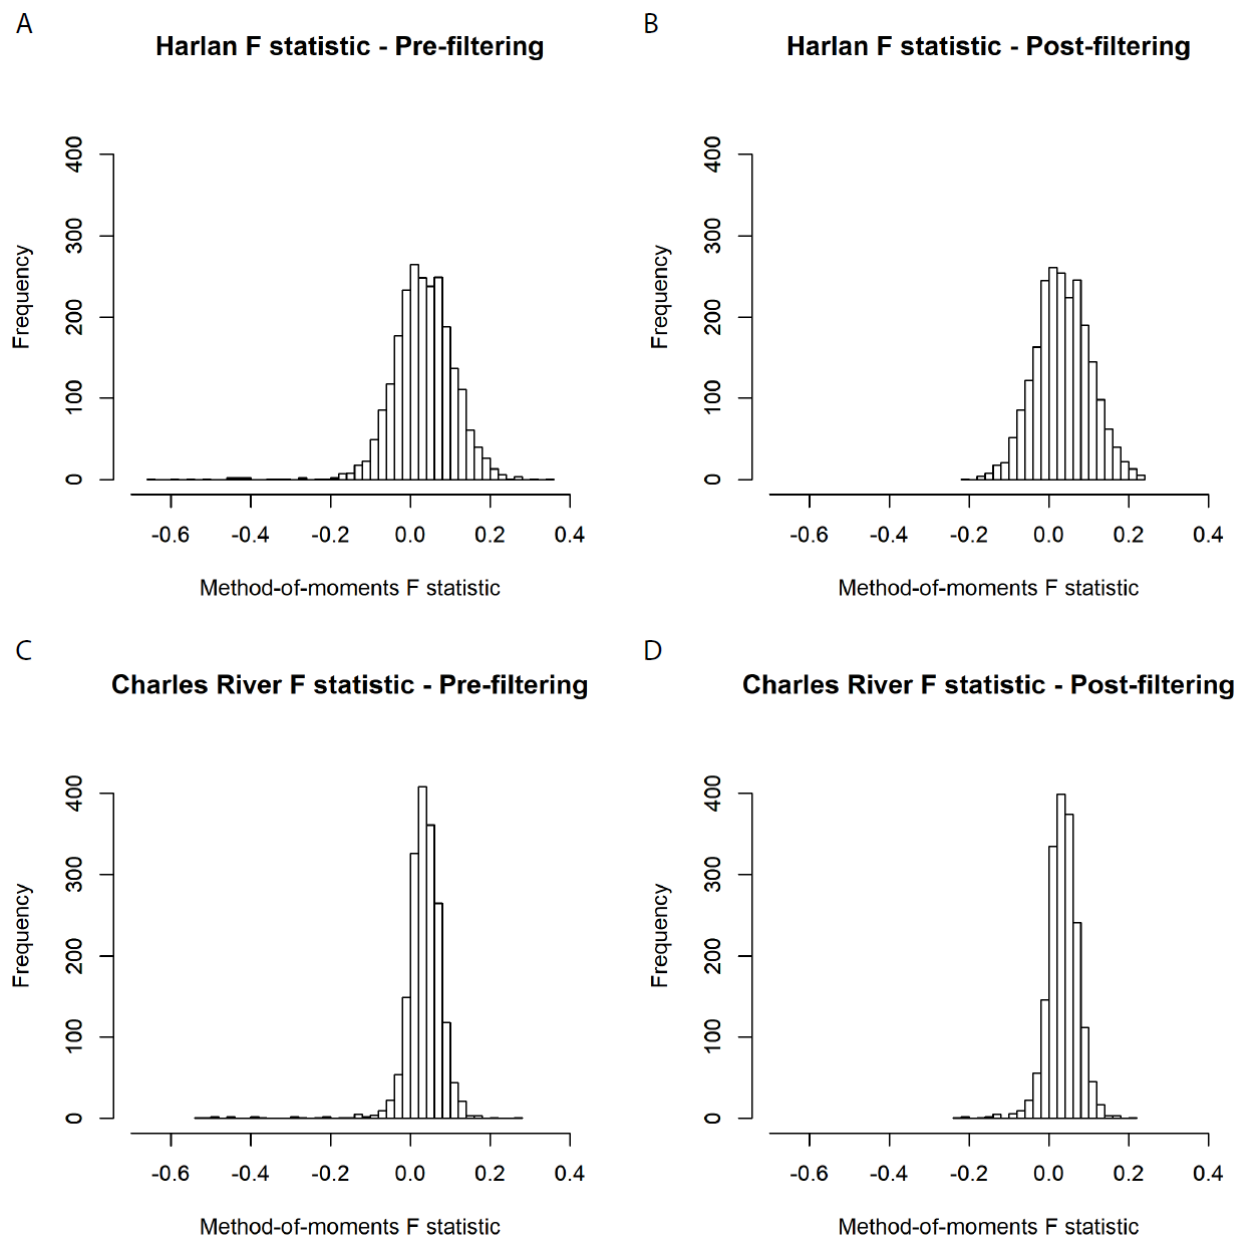 A
Harlan F statistic - Pre-filtering
400
300
200
100
0
Frequency
-0.6 -0.4 -0.2 0.0 0.2 0.4
Method-of-moments F statistic
B
Harlan F statistic - Post-filtering
400
300
200
100
0
Frequency
-0.6 -0.4 -0.2 0.0 0.2 0.4
Method-of-moments F statistic
C
Charles River F statistic - Pre-filtering
400
300
200
100
0
Frequency
-0.6 -0.4 -0.2 0.0 0.2 0.4
Method-of-moments F statistic
D
Charles River F statistic - Post-filtering
400
300
200
100
0
Frequency
-0.6 -0.4 -0.2 0.0 0.2 0.4
Method-of-moments F statistic